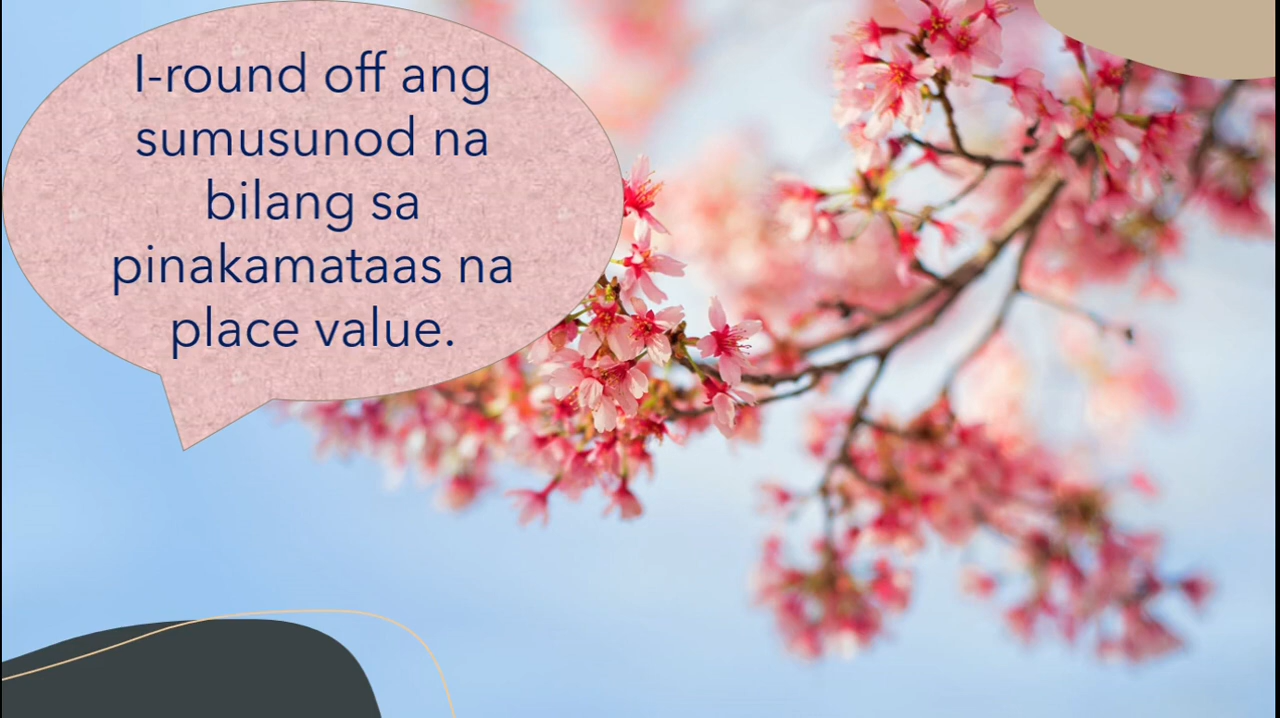 I-round off ang
sumusunod na
bilang sa
pinakamataas na
place value.